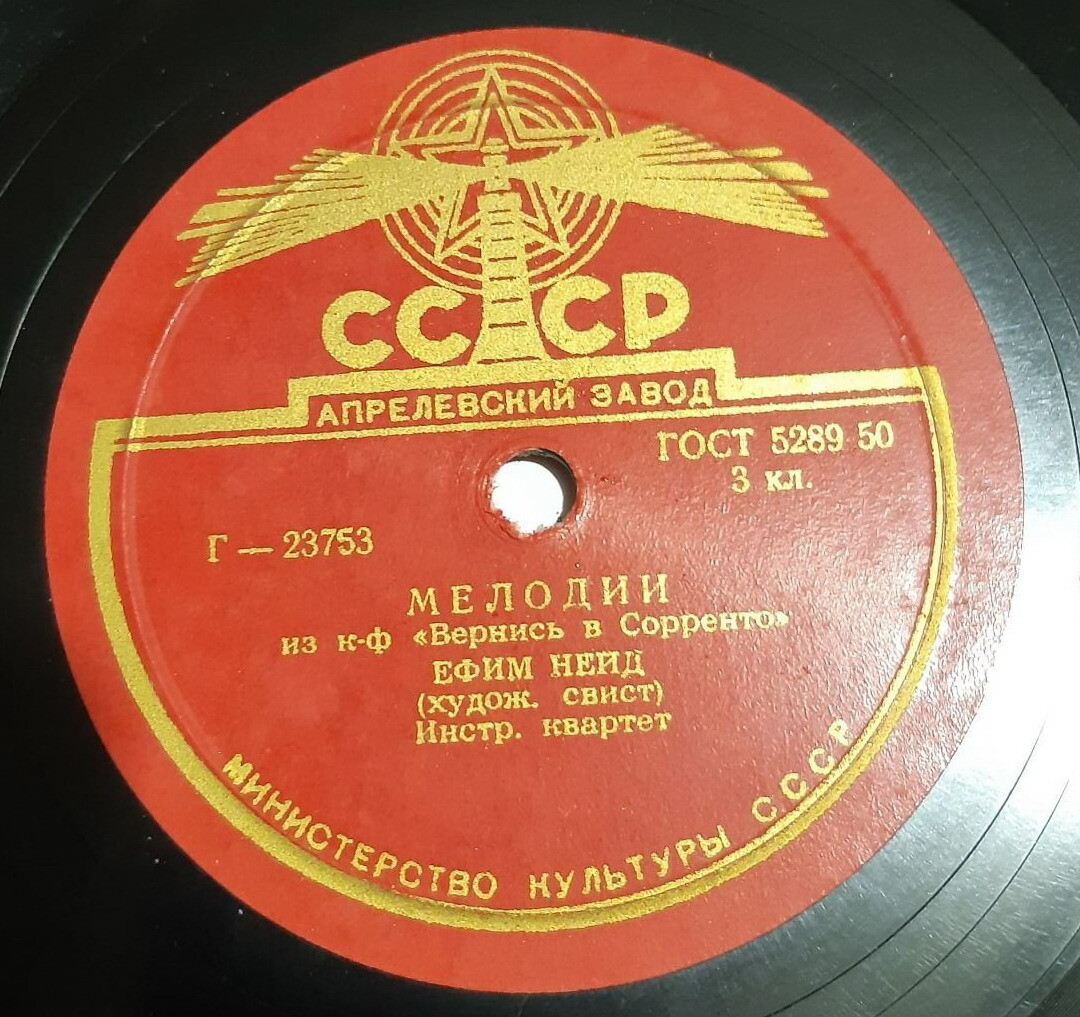 СССР
АПРЕЛЕВСКИЙ ЗАВОД
ГОСТ 5289 50
3 кл.
Г — 23753
МЕЛОДИИ
из к-ф «Вернись в Сорренто»
ЕФИМ НЕЙД
(худож. свист)
Инстр. квартет
МИНИСТЕРСТВО КУЛЬТУРЫ СССР